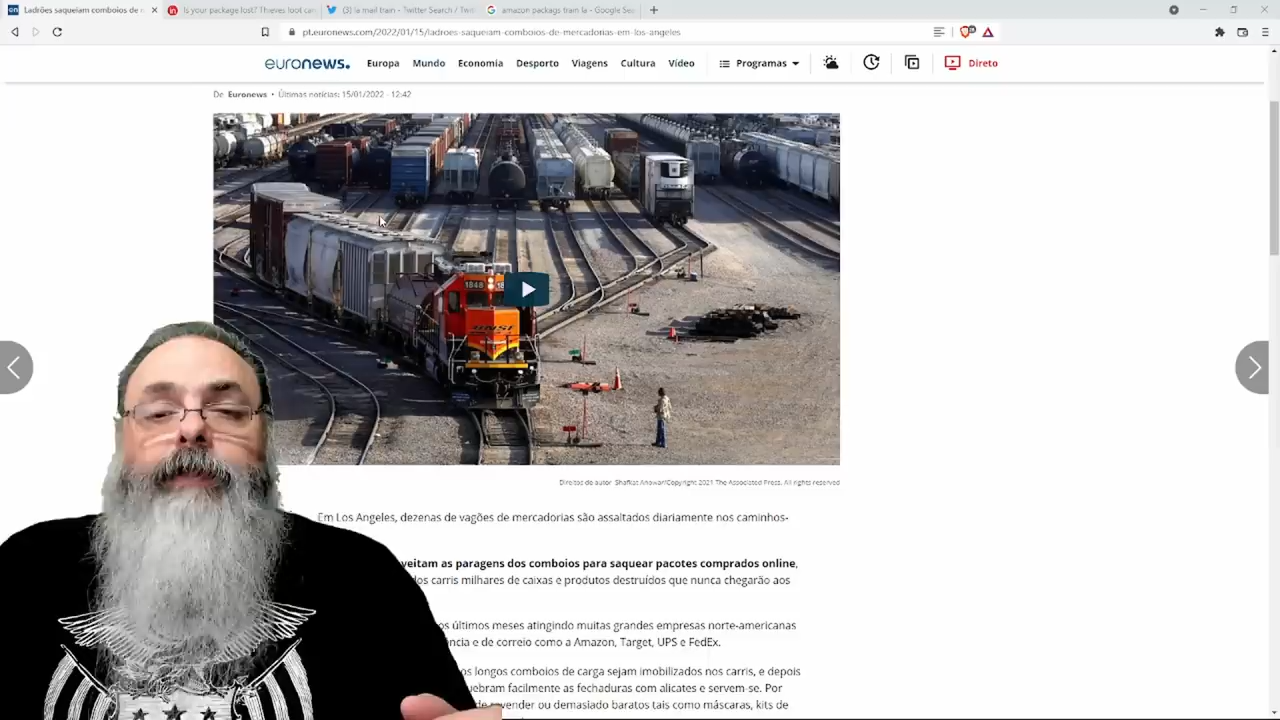 Ladrões saqueiam comboios de
Is your package lost? Thieves loot car
(3) la mail train - Twitter Search / Twit
amazon packags train la - Google Sea
pt.euronews.com/2022/01/15/ladroes-saqueiam-comboios-de-mercadorias-em-los-angeles
euronews.
Europa
Mundo
Economia
Desporto
Viagens
Cultura
Vídeo
Programas
Direto
De Euronews • Últimas notícias: 15/01/2022 - 12:42
1848
BNSF
Direitos de autor Shafkat Anowar/Copyright 2021 The Associated Press. All rights reserved
Em Los Angeles, dezenas de vagões de mercadorias são assaltados diariamente nos caminhos-
veitam as paragens dos comboios para saquear pacotes comprados online,
dos carris milhares de caixas e produtos destruídos que nunca chegarão aos
os últimos meses atingindo muitas grandes empresas norte-americanas
ncia e de correio como a Amazon, Target, UPS e FedEx.
os longos comboios de carga sejam imobilizados nos carris, e depois
uebram facilmente as fechaduras com alicates e servem-se. Por
de revender ou demasiado baratos tais como máscaras, kits de